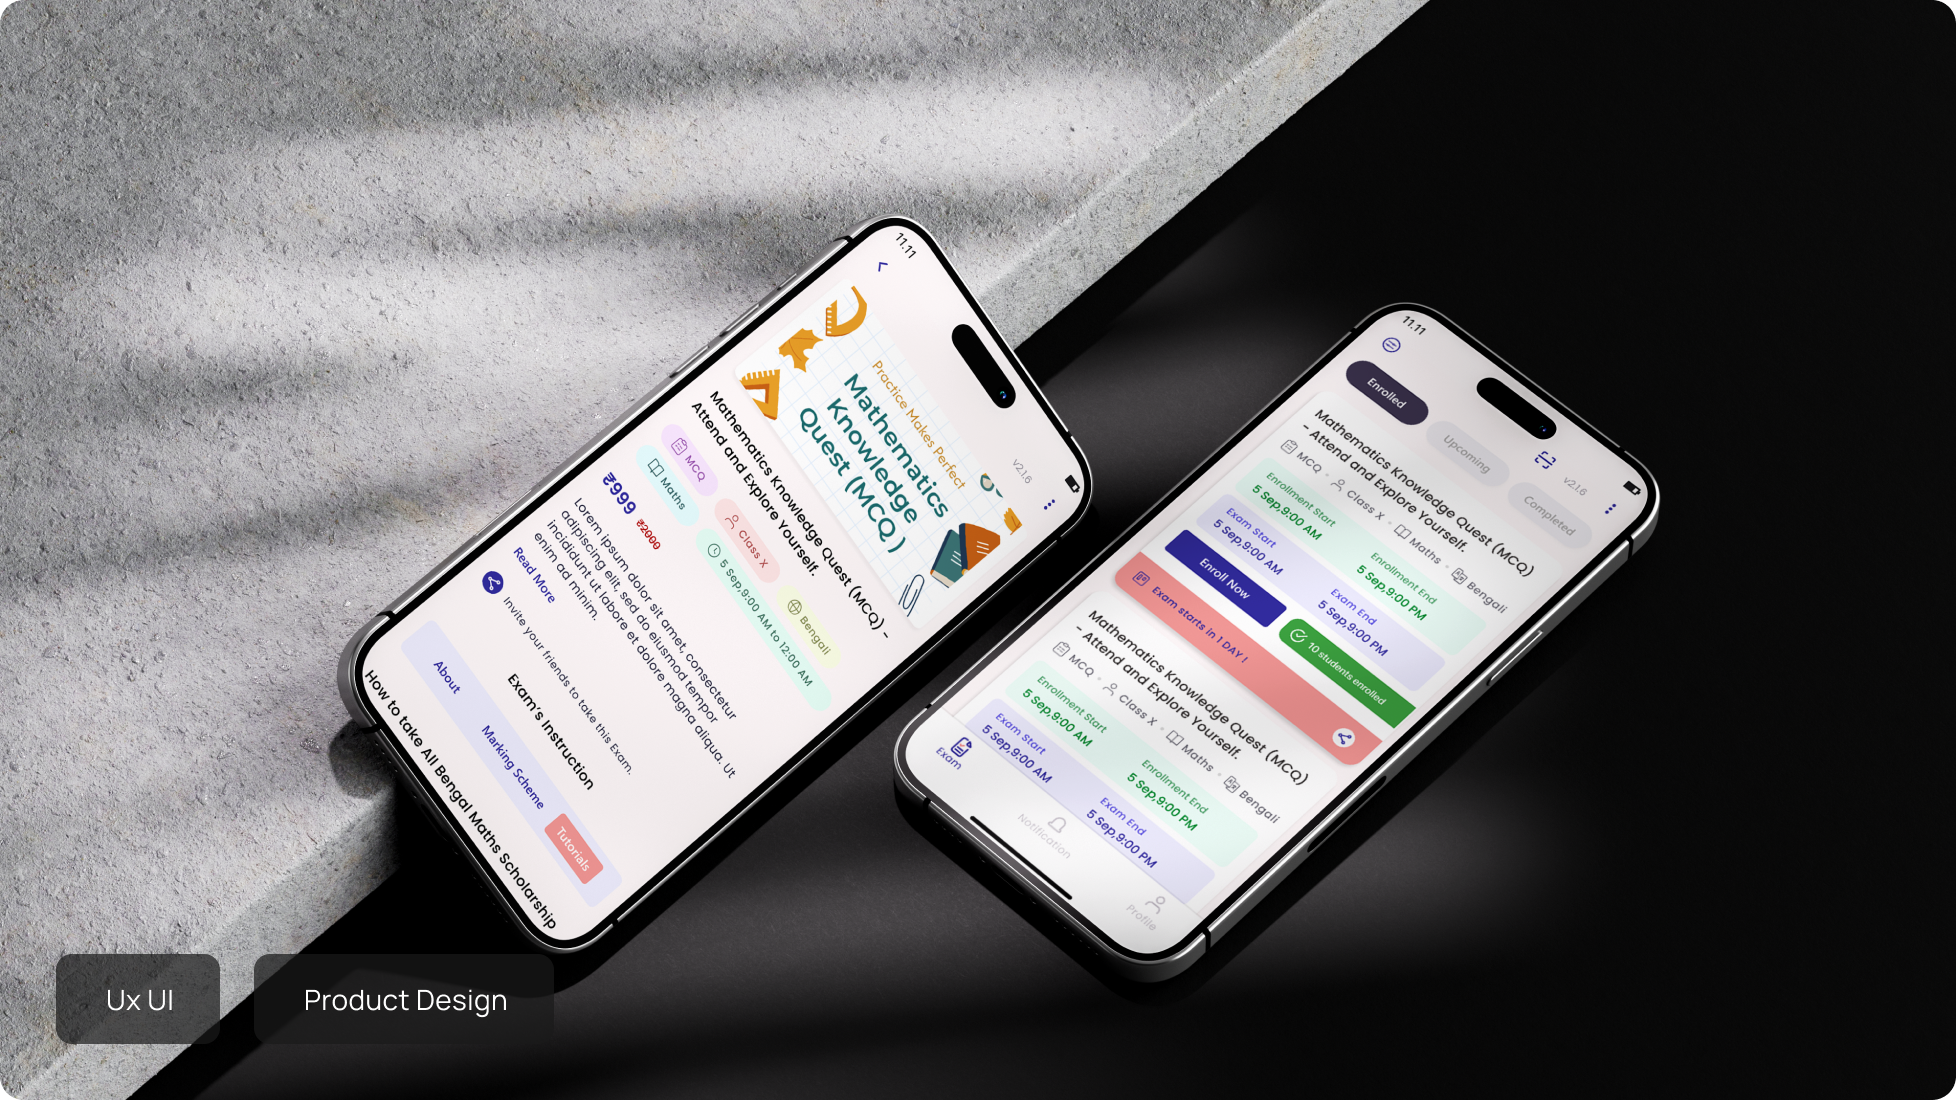 11.11
v2.1.6
Practice Makes Perfect
Mathematics
Knowledge
Quest (MCQ)
Mathematics Knowledge Quest (MCQ) -
Attend and Explore Yourself.
MCQ
Class X
Bengali
Maths
5 Sep,9:00 AM to 12:00 AM
₹999 ₹2000
Lorem ipsum dolor sit amet, consectetur
adipiscing elit, sed do eiusmod tempor
incididunt ut labore et dolore magna aliqua. Ut
enim ad minim.
Read More
Invite your friends to take this Exam.
Exam's Instruction
About
Marking Scheme
Tutorials
How to take All Bengal Maths Scholarship
11.11
v2.1.6
Enrolled
Upcoming
Completed
Mathematics Knowledge Quest (MCQ)
- Attend and Explore Yourself.
MCQ • Class X • Maths • Bengali
Enrollment Start
5 Sep,9:00 AM
Enrollment End
5 Sep,9:00 PM
Exam Start
5 Sep,9:00 AM
Exam End
5 Sep,9:00 PM
Enroll Now
10 students enrolled
Exam starts in 1 DAY !
Mathematics Knowledge Quest (MCQ)
- Attend and Explore Yourself.
MCQ • Class X • Maths • Bengali
Enrollment Start
5 Sep,9:00 AM
Enrollment End
5 Sep,9:00 PM
Exam Start
5 Sep,9:00 AM
Exam End
5 Sep,9:00 PM
Exam
Notification
Profile
Ux UI
Product Design